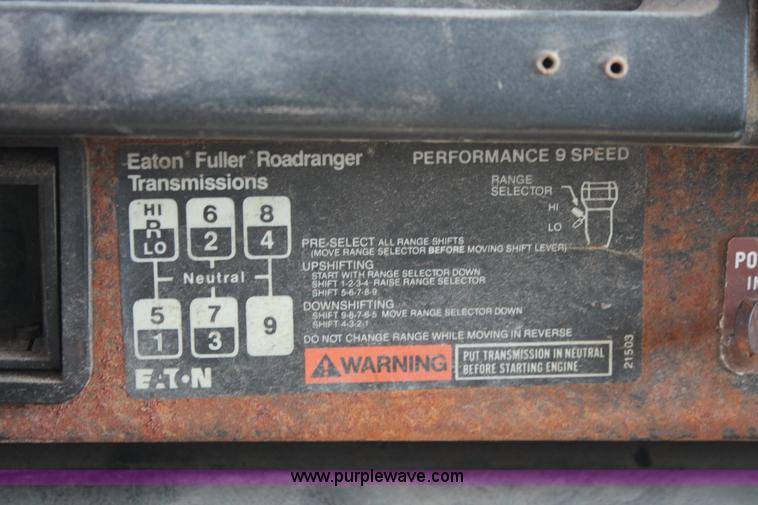 Eaton® Fuller® Roadranger®
Transmissions
PERFORMANCE 9 SPEED
RANGE
SELECTOR
HI
LO
HI
R
LO
6
2
8
4
Neutral
5
1
7
3
9
PRE-SELECT ALL RANGE SHIFTS
(MOVE RANGE SELECTOR BEFORE MOVING SHIFT LEVER)
UPSHIFTING
START WITH RANGE SELECTOR DOWN
SHIFT 1-2-3-4 RAISE RANGE SELECTOR
SHIFT 5-6-7-8-9
DOWNSHIFTING
SHIFT 9-8-7-6-5 MOVE RANGE SELECTOR DOWN
SHIFT 4-3-2-1
DO NOT CHANGE RANGE WHILE MOVING IN REVERSE
WARNING
PUT TRANSMISSION IN NEUTRAL
BEFORE STARTING ENGINE
EATON
21503
PO
IN
www.purplewave.com